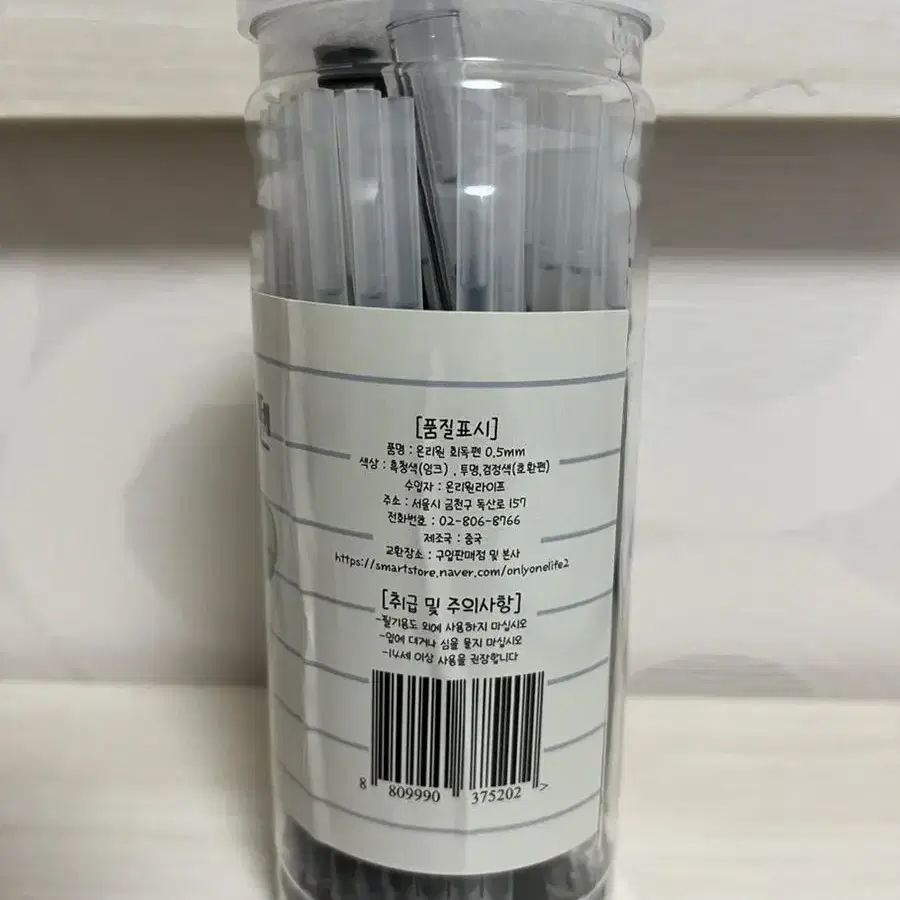 펜
[품질표시]
품명 : 온리원 회독펜 0.5mm
색상 : 흑청색(잉크) , 투명,검정색(호환펜)
수입자 : 온리원라이프
주소 : 서울시 금천구 독산로 157
전화번호 : 02-806-8766
제조국 : 중국
교환장소 : 구입판매점 및 본사
https://smartstore.naver.com/onlyonelife2
[취급 및 주의사항]
-필기용도 외에 사용하지 마십시오
-입에 대거나 심을 물지 마십시오
-14세 이상 사용을 권장합니다
8 809990 375202 >